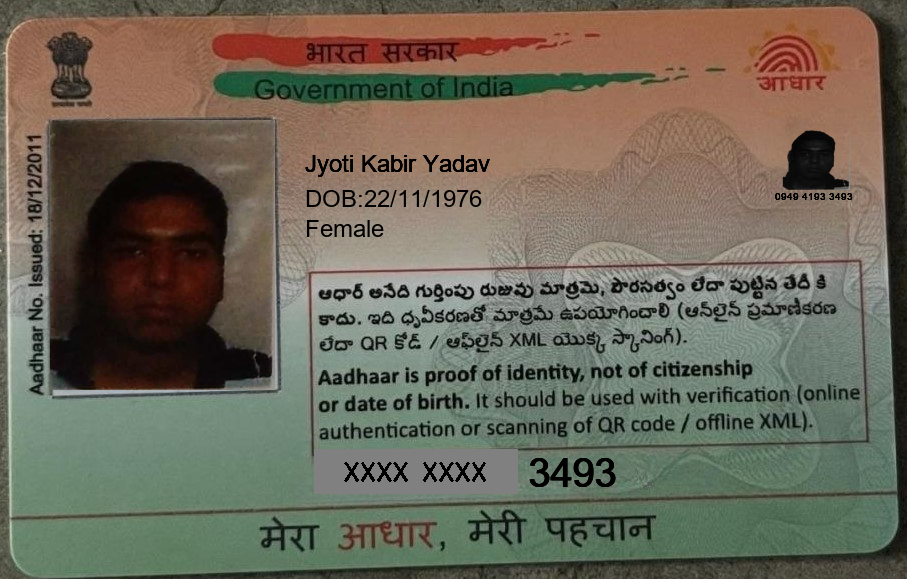 भारत सरकार
Government of India
आधार
Aadhaar No. Issued: 18/12/2011
Jyoti Kabir Yadav
DOB:22/11/1976
Female
0949 4193 3493
ఆధార్ అనేది గుర్తింపు రుజువు మాత్రమే, పౌరసత్వం లేదా పుట్టిన తేదీ కి
కాదు. ఇది ధృవీకరణతో మాత్రమే ఉపయోగించాలి (ఆన్‌లైన్ ప్రమాణీకరణ
లేదా QR కోడ్ / ఆఫ్‌లైన్ XML యొక్క స్కానింగ్).
Aadhaar is proof of identity, not of citizenship
or date of birth. It should be used with verification (online
authentication or scanning of QR code / offline XML).
XXXX XXXX 3493
मेरा आधार, मेरी पहचान